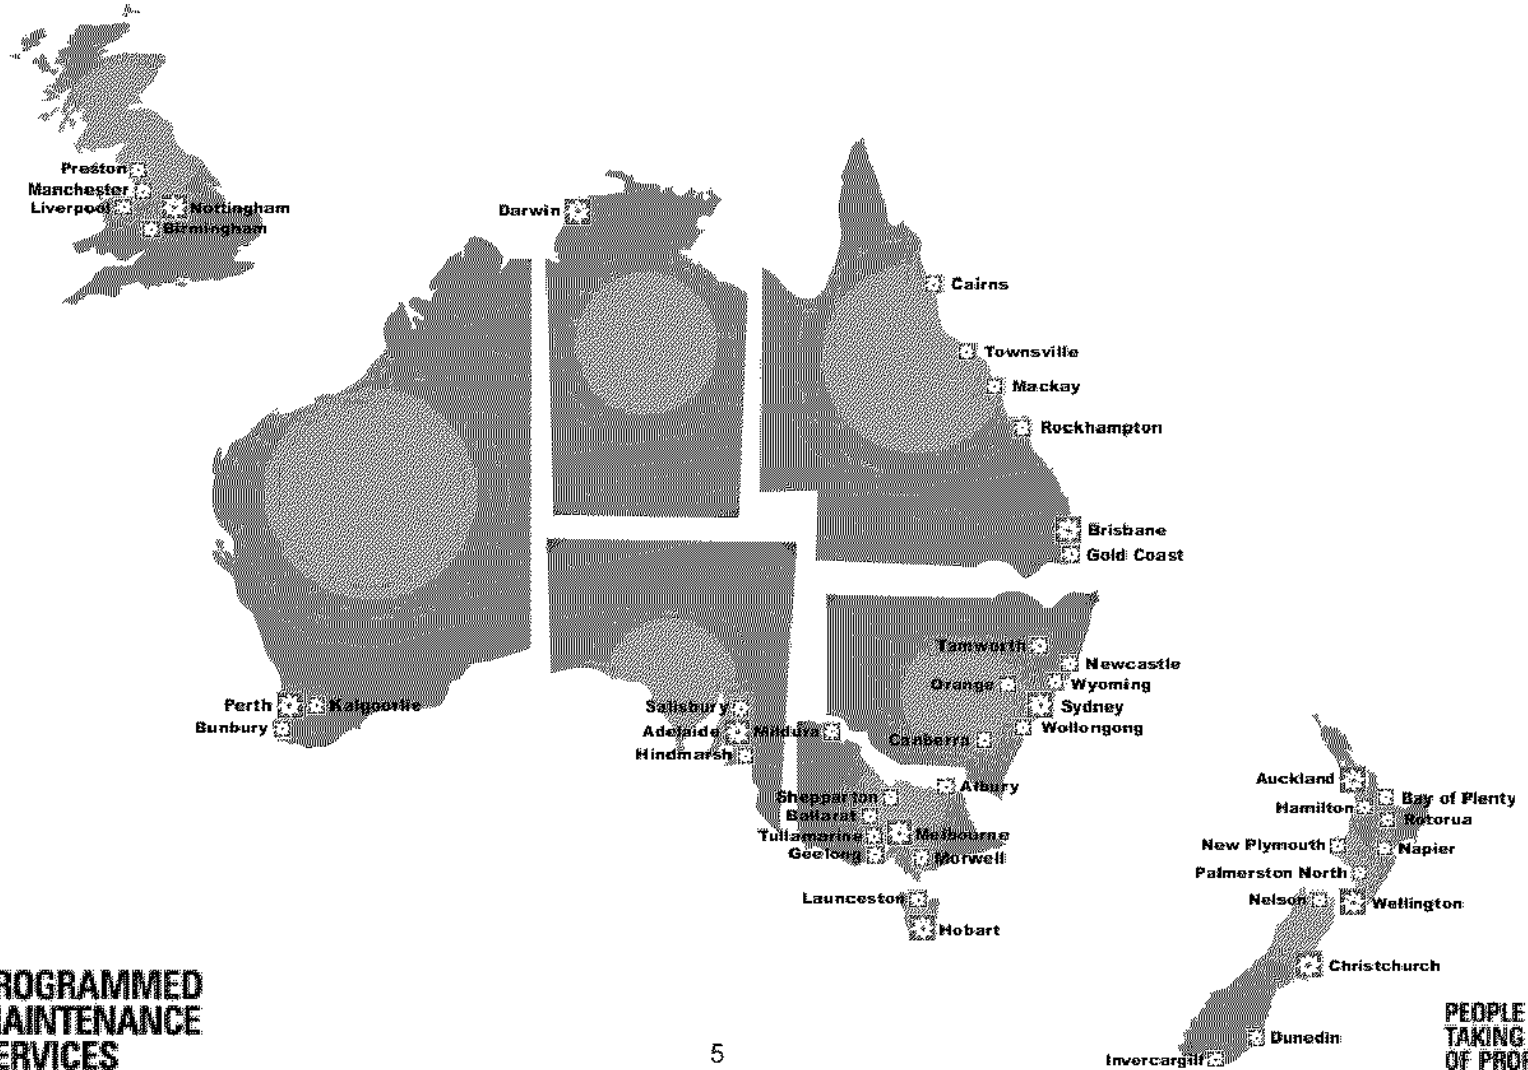 Preston
Manchester
Liverpool
Nottingham
Birmingham
Darwin
Cairns
Townsville
Mackay
Rockhampton
Brisbane
Gold Coast
Tamworth
Newcastle
Orange
Wyoming
Sydney
Wollongong
Canberra
Perth
Kalgoorlie
Bunbury
Salisbury
Adelaide
Mildura
Hindmarsh
Albury
Shepparton
Ballarat
Tullamarine
Melbourne
Geelong
Morwell
Launceston
Hobart
Auckland
Bay of Plenty
Hamilton
Rotorua
New Plymouth
Napier
Palmerston North
Nelson
Wellington
Christchurch
Dunedin
Invercargill
ROGRAMMED
AINTENANCE
ERVICES
5
PEOPLE
TAKING
OF PROP